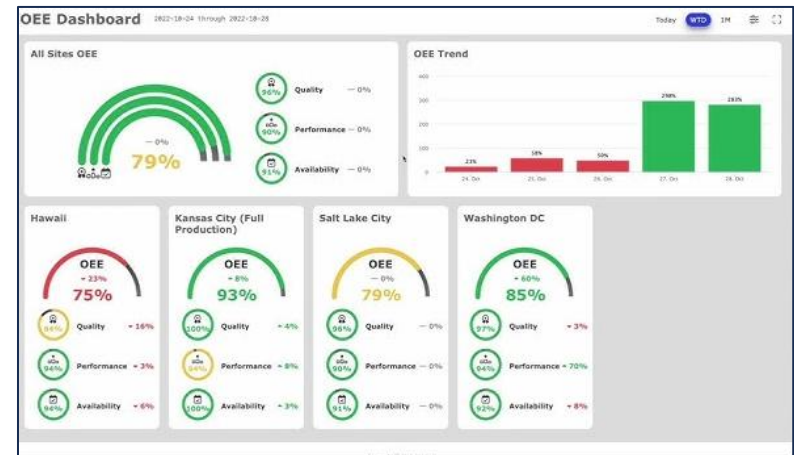 OEE Dashboard
2022-10-24 through 2022-10-28
Today WTD 1M
All Sites OEE
— 0%
79%
96% Quality — 0%
90% Performance — 0%
91% Availability — 0%
OEE Trend
400
300
200
100
0
23%
50%
298%
283%
24. Oct
25. Oct
26. Oct
27. Oct
28. Oct
Hawaii
OEE
23%
75%
Quality 16%
94% Performance 3%
94% Availability 6%
Kansas City (Full
Production)
OEE
8%
93%
100% Quality 4%
94% Performance 8%
100% Availability 3%
Salt Lake City
OEE
— 0%
79%
96% Quality — 0%
90% Performance — 0%
91% Availability — 0%
Washington DC
OEE
60%
85%
97% Quality 3%
94% Performance 70%
92% Availability 8%